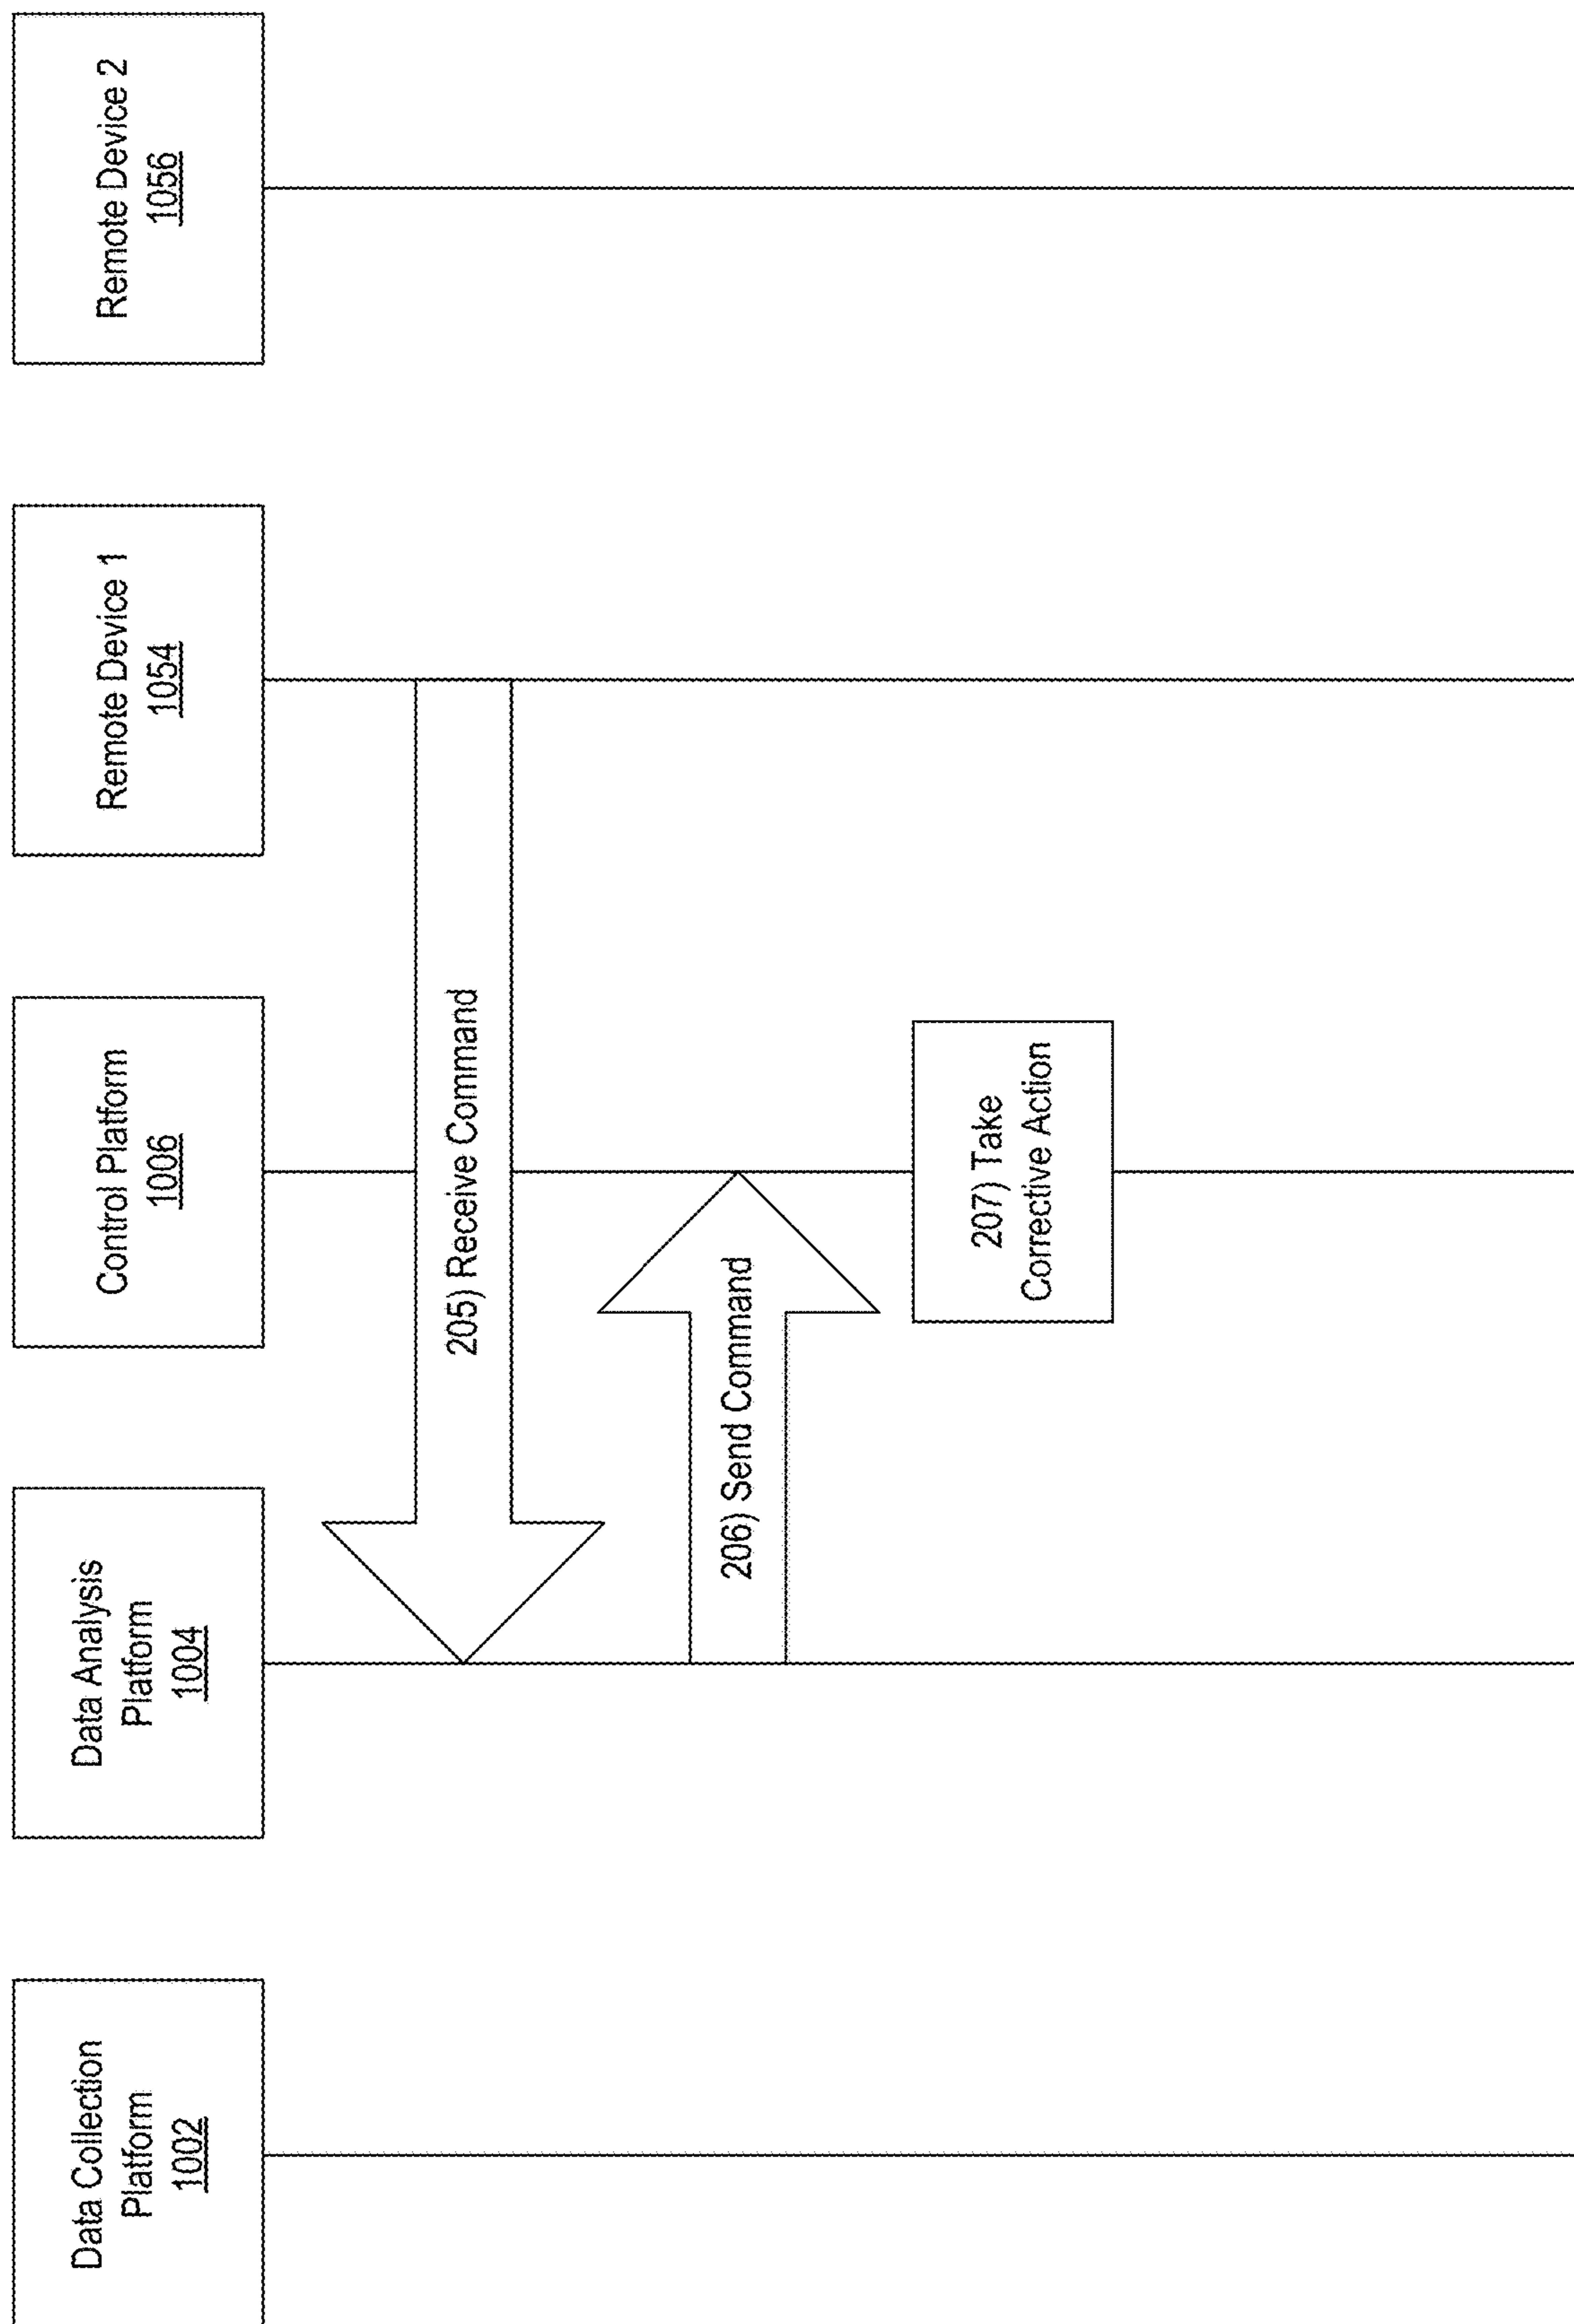 Data Collection
Platform
1002
Data Analysis
Platform
1004
Control Platform
1006
Remote Device 1
1054
Remote Device 2
1056
205) Receive Command
206) Send Command
207) Take
Corrective Action